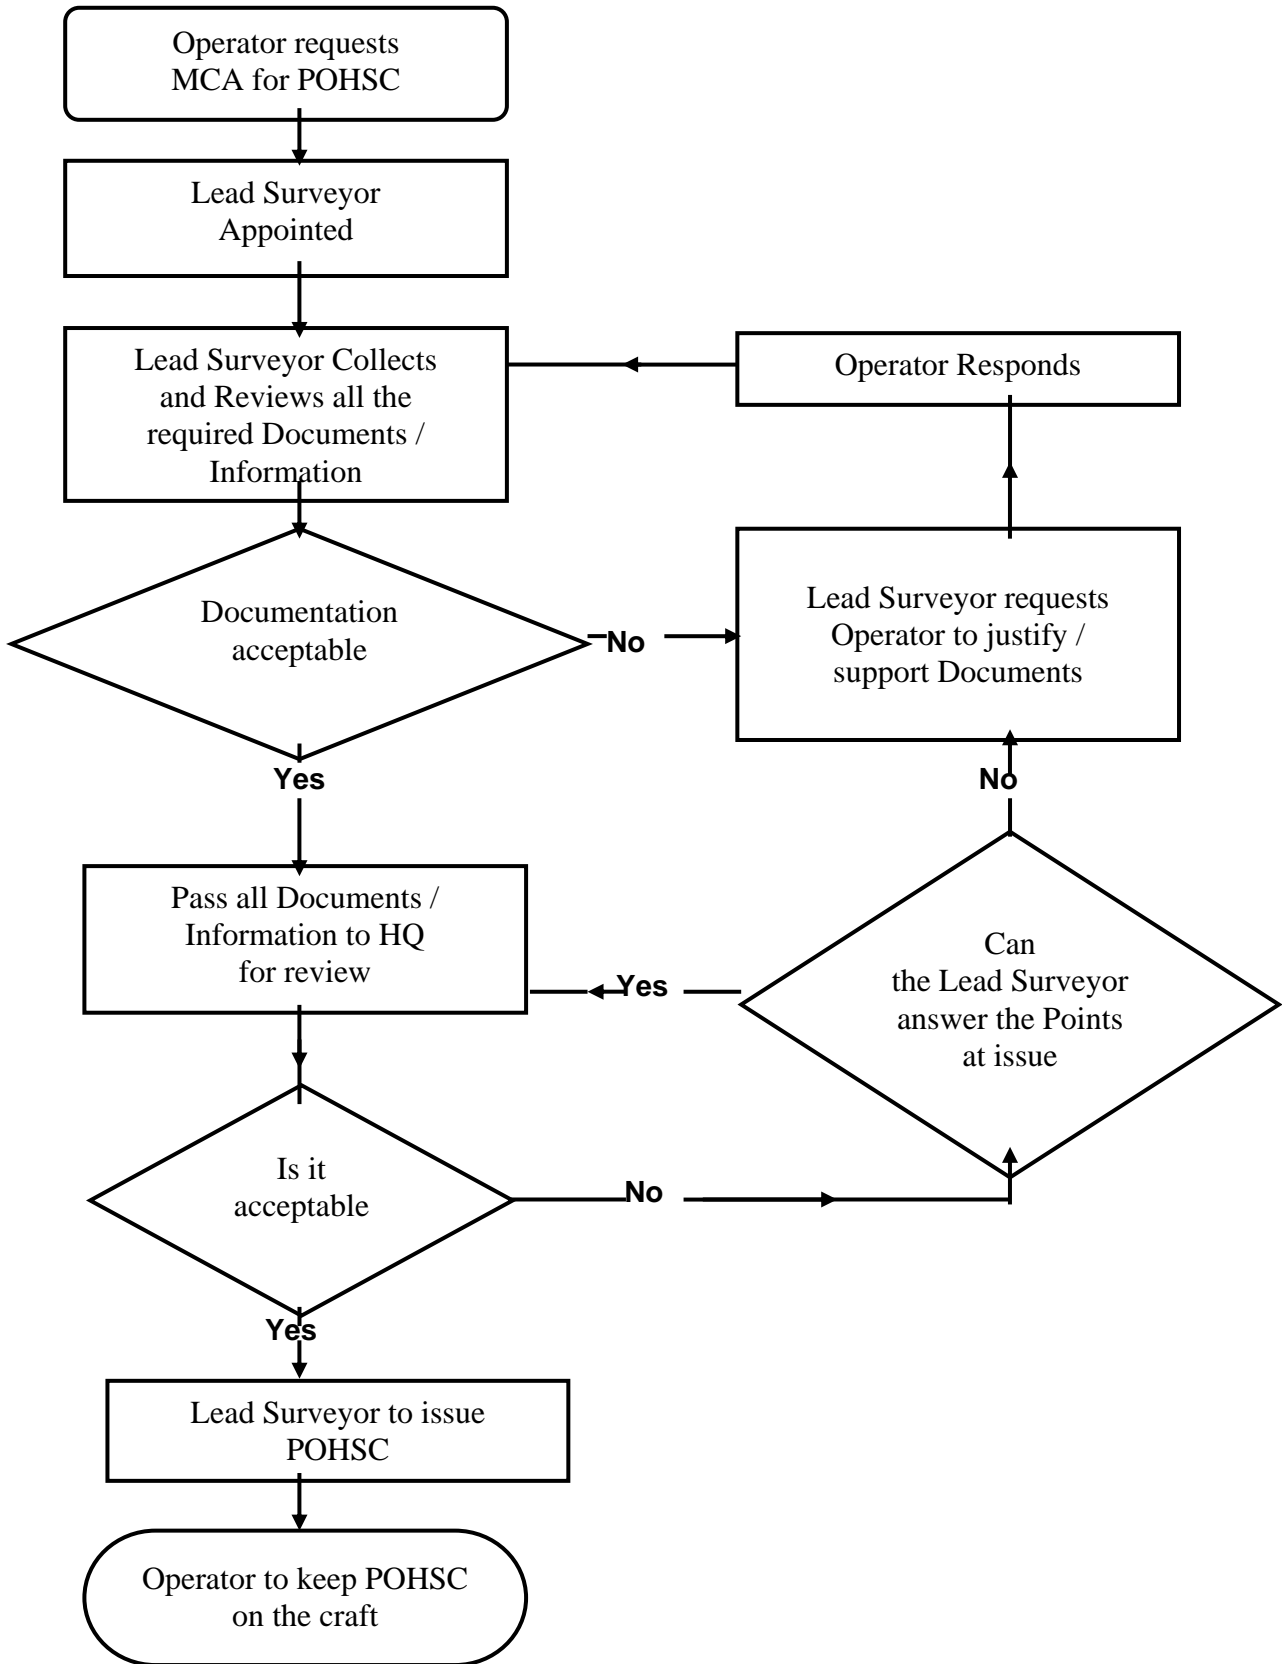 Operator requests
MCA for POHSC
Lead Surveyor
Appointed
Lead Surveyor Collects
and Reviews all the
required Documents /
Information
Operator Responds
Documentation
acceptable
No
Lead Surveyor requests
Operator to justify /
support Documents
Yes
No
Pass all Documents /
Information to HQ
for review
Yes
Can
the Lead Surveyor
answer the Points
at issue
Is it
acceptable
No
Yes
Lead Surveyor to issue
POHSC
Operator to keep POHSC
on the craft